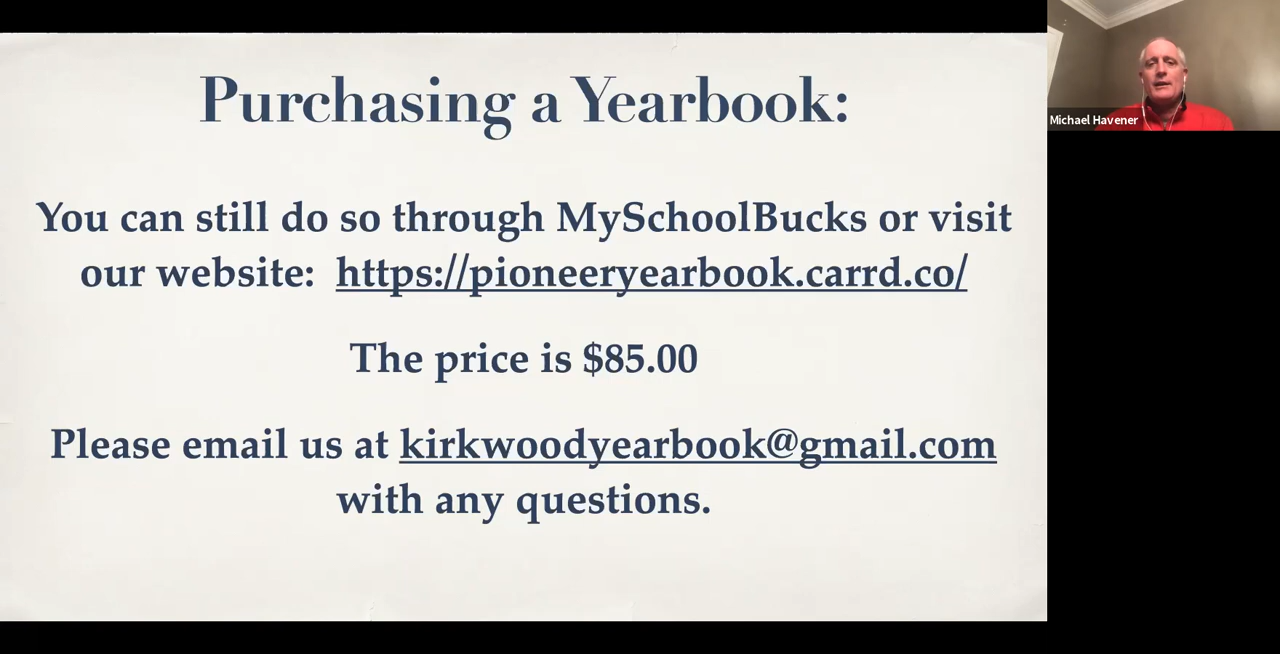 Purchasing a Yearbook:
You can still do so through MySchoolBucks or visit
our website: https://pioneeryearbook.carrd.co/
The price is $85.00
Please email us at kirkwoodyearbook@gmail.com
with any questions.
Michael Havener